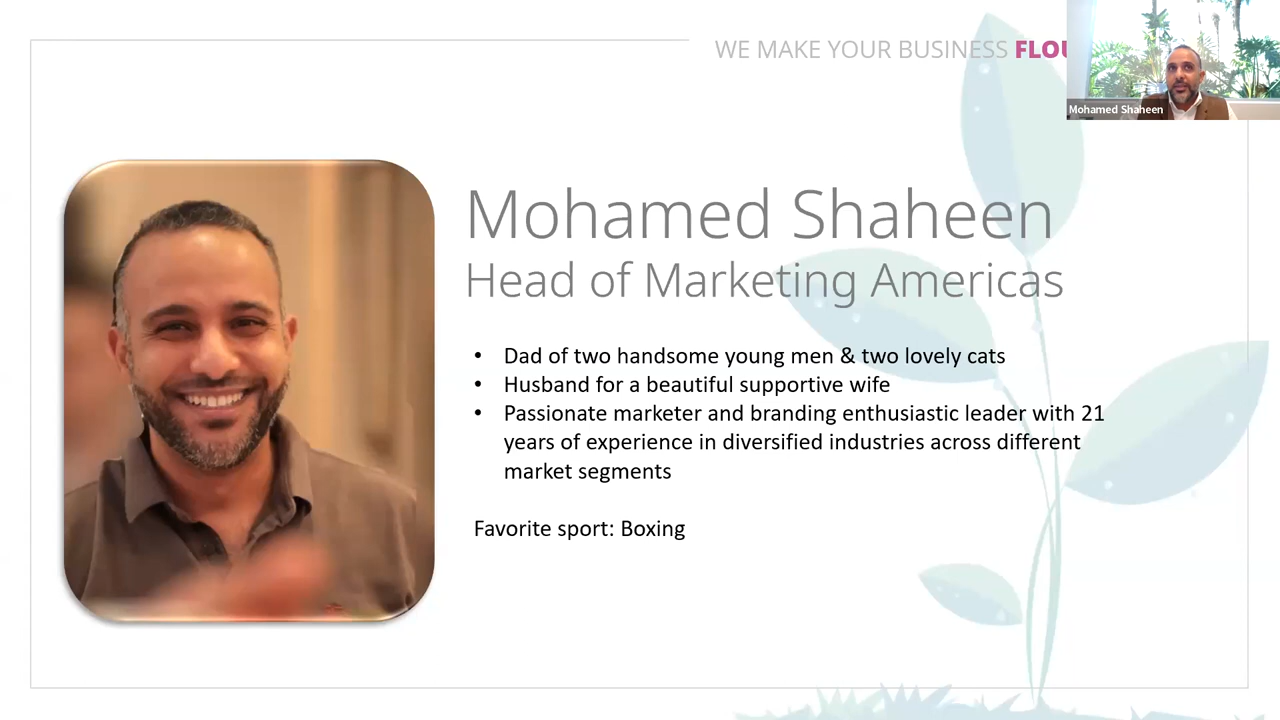 WE MAKE YOUR BUSINESS
Mohamed Shaheen
Mohamed Shaheen
Head of Marketing Americas
• Dad of two handsome young men & two lovely cats
• Husband for a beautiful supportive wife
• Passionate marketer and branding enthusiastic leader with 21
years of experience in diversified industries across different
market segments
Favorite sport: Boxing